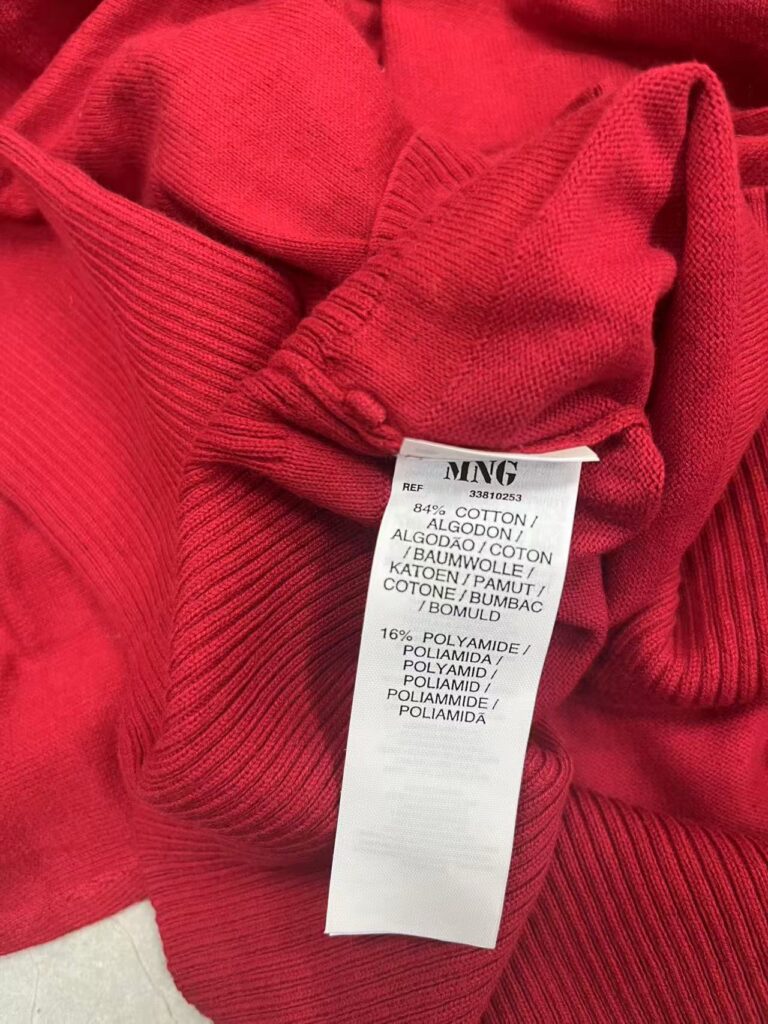 MNG
REF 33810253
84% COTTON /
ALGODON /
ALGODÃO / COTON
/ BAUMWOLLE /
KATOEN / PAMUT /
COTONE / BUMBAC
/ BOMULD
16% POLYAMIDE /
POLIAMIDA /
POLYAMID /
POLIAMID /
POLIAMMIDE /
POLIAMIDĂ